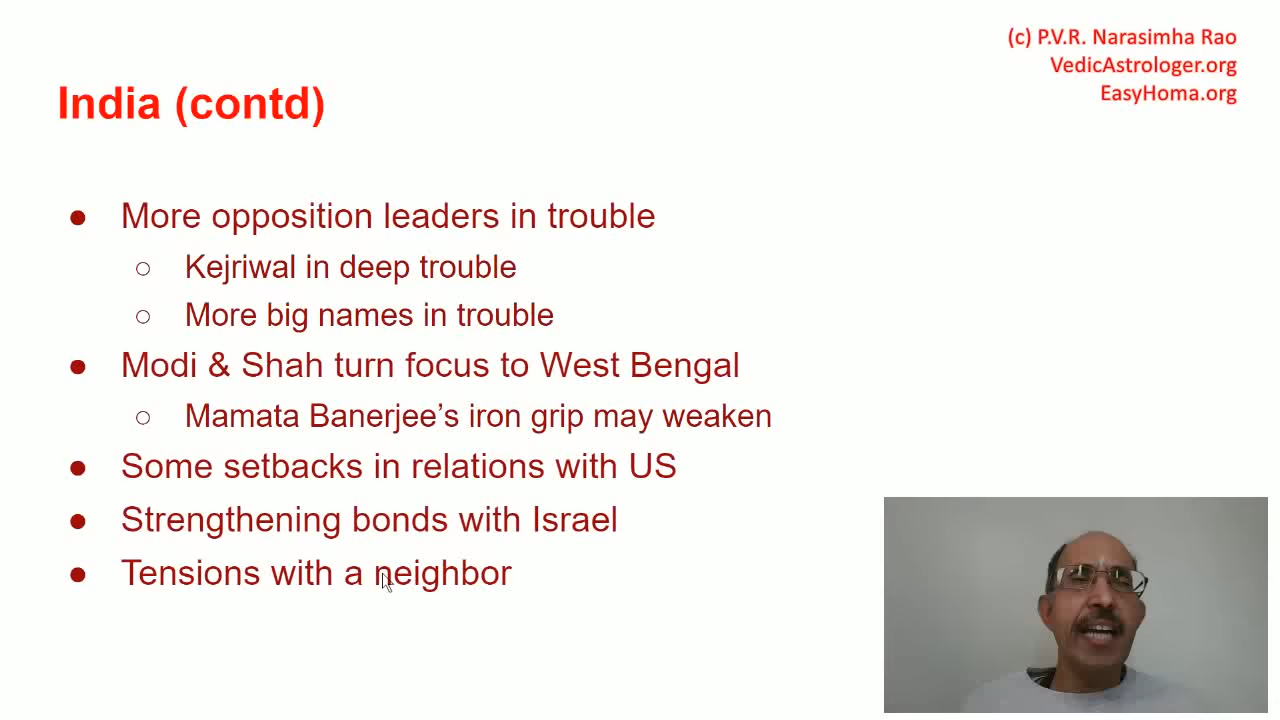 (c) P.V.R. Narasimha Rao
VedicAstrologer.org
EasyHoma.org
India (contd)
● More opposition leaders in trouble
○ Kejriwal in deep trouble
○ More big names in trouble
● Modi & Shah turn focus to West Bengal
○ Mamata Banerjee’s iron grip may weaken
● Some setbacks in relations with US
● Strengthening bonds with Israel
● Tensions with a neighbor